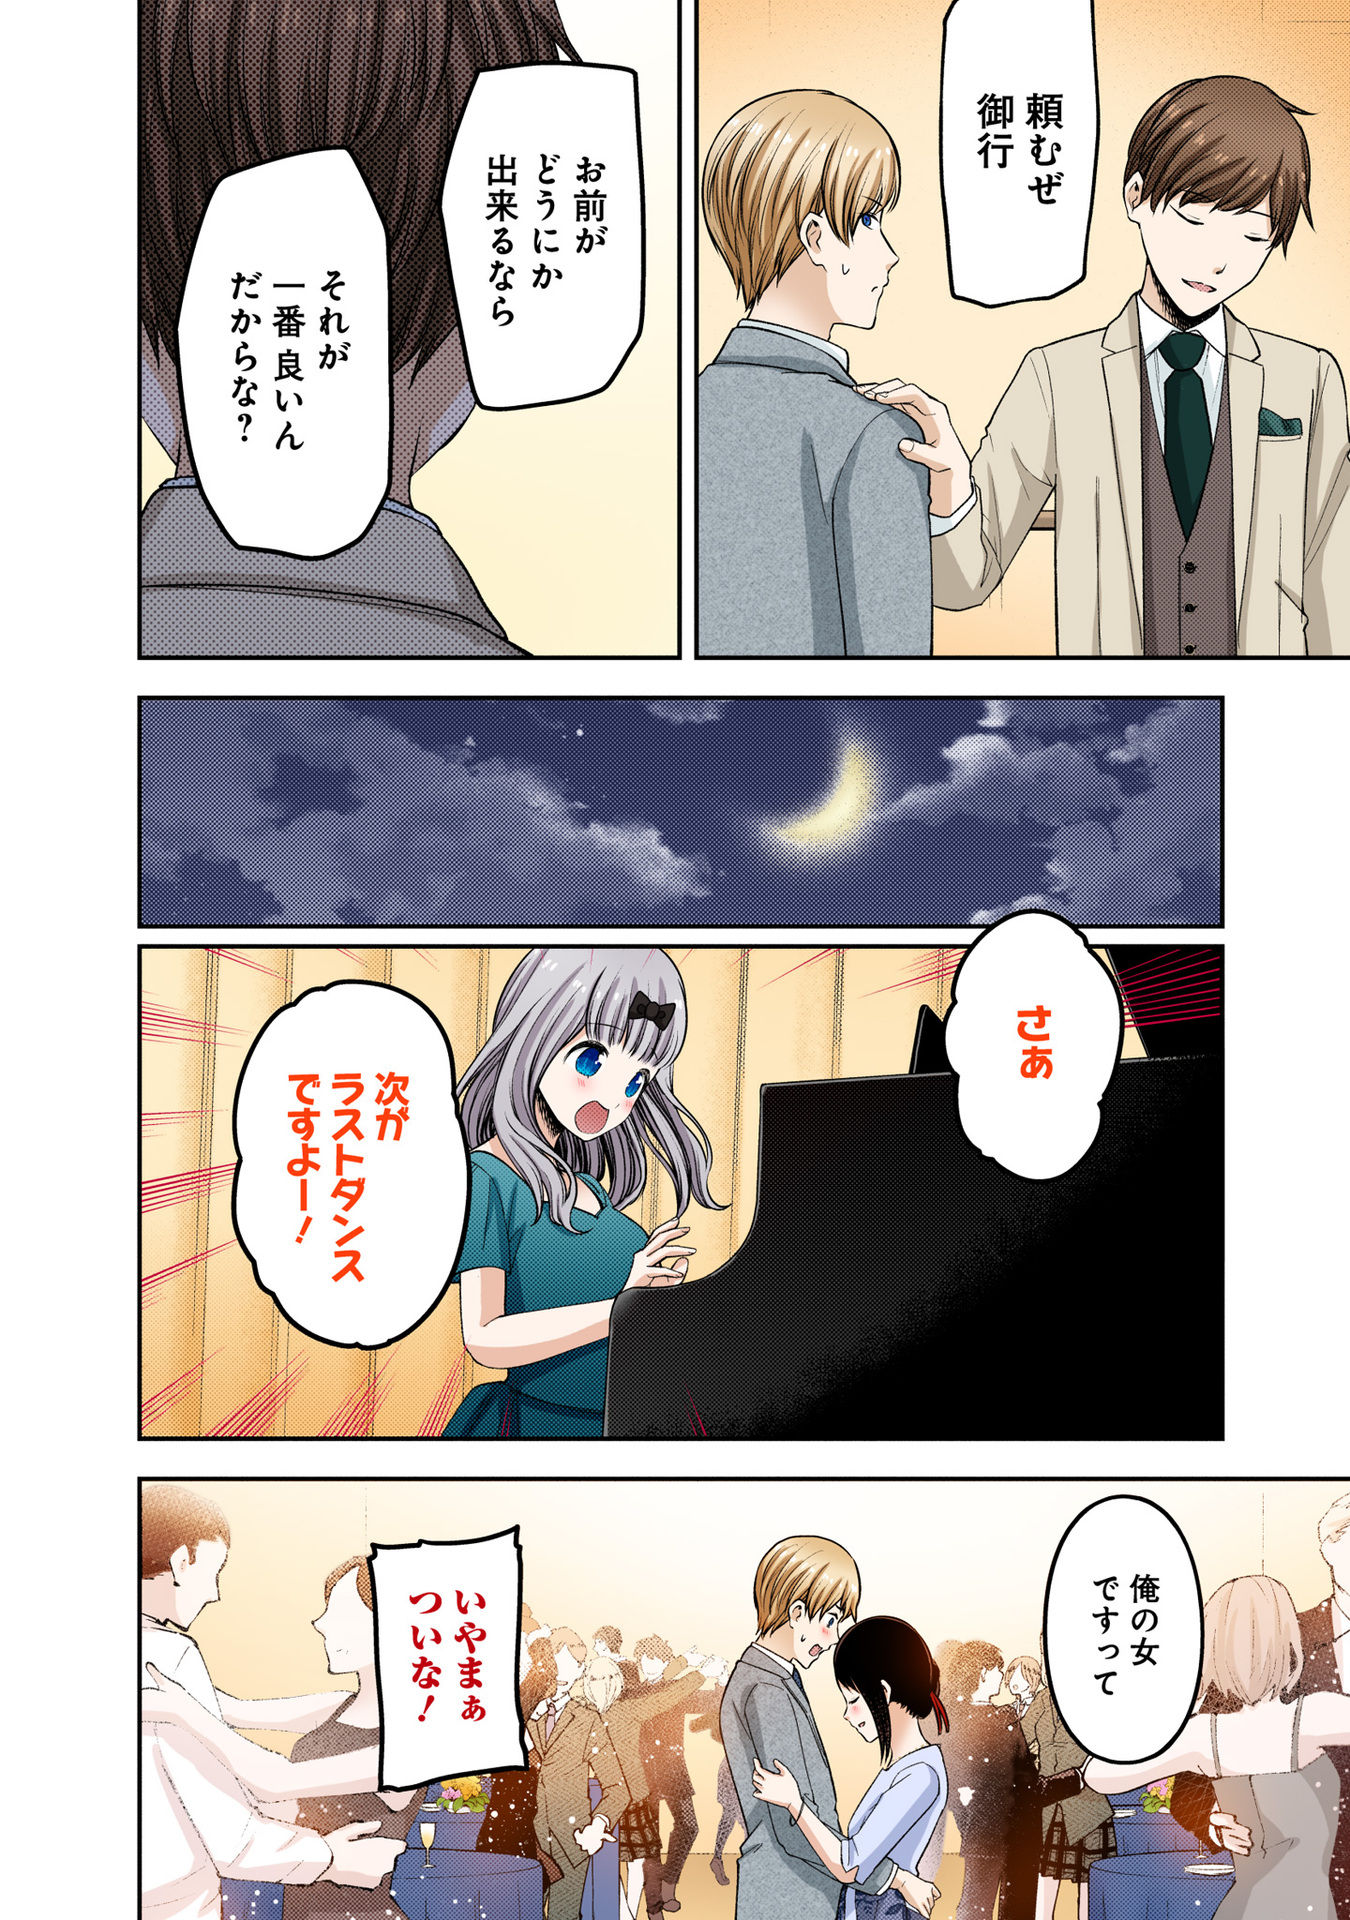 頼むぜ
御行
お前が
どうにか
出来るなら
それが
一番良いん
だからな?
さぁ
次が
ラストダンス
ですよー!
俺の女
ですって
いやまぁ
ついな!